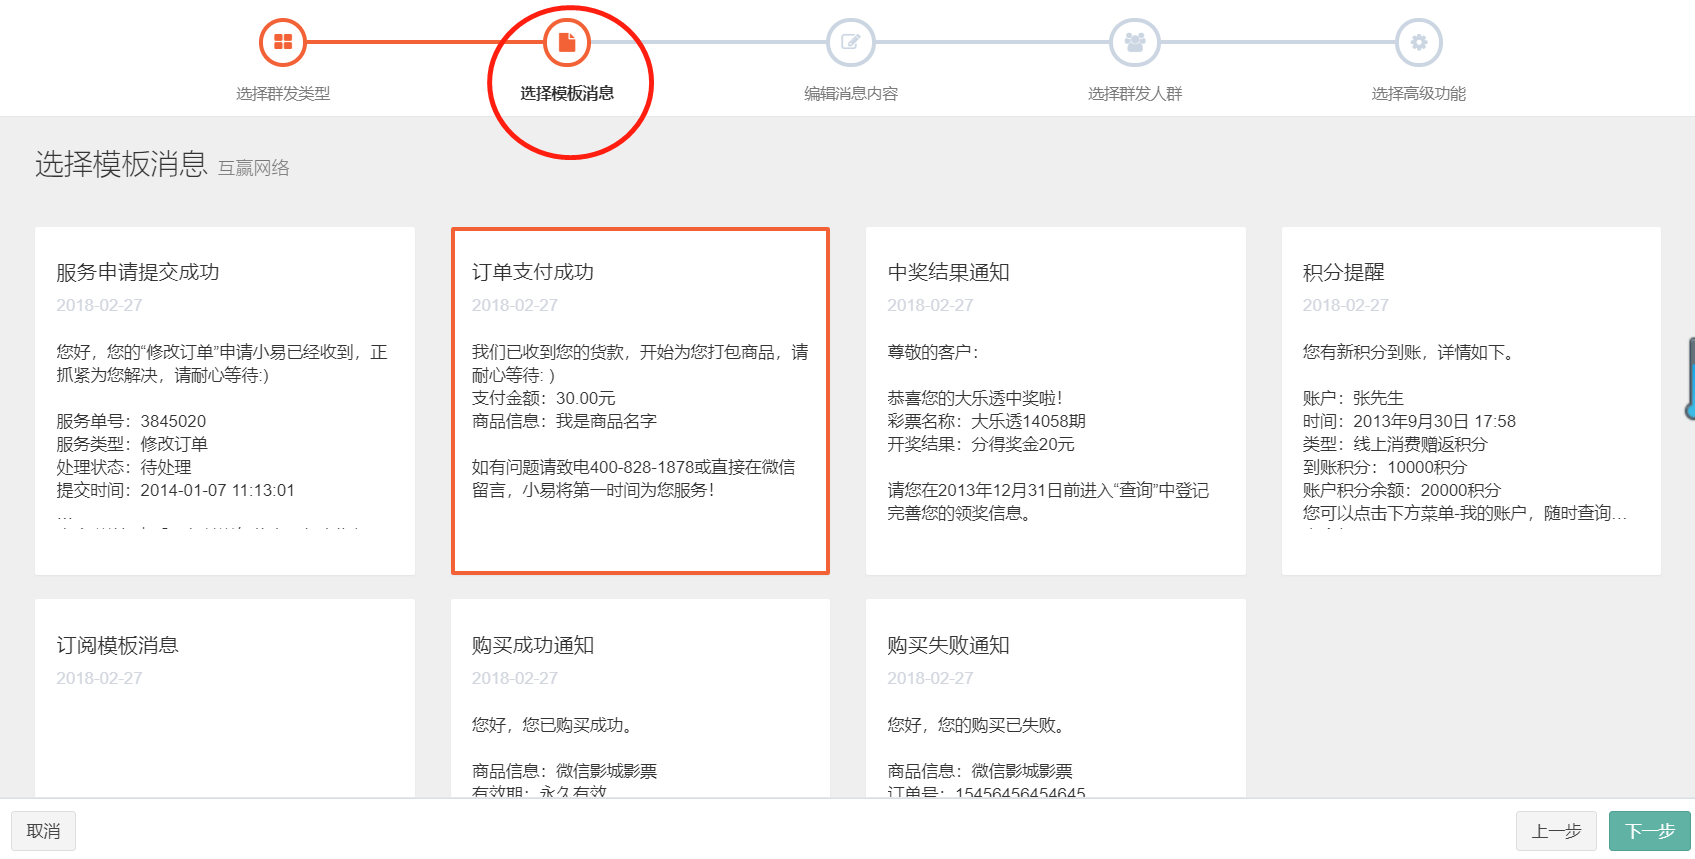 选择群发类型
选择模板消息
编辑消息内容
选择群发人群
选择高级功能
选择模板消息 互赢网络
服务申请提交成功
2018-02-27
您好，您的“修改订单”申请小易已经收到，正
抓紧为您解决，请耐心等待:)
服务单号：3845020
服务类型：修改订单
处理状态：待处理
提交时间：2014-01-07 11:13:01
...
订单支付成功
2018-02-27
我们已收到您的货款，开始为您打包商品，请
耐心等待: )
支付金额：30.00元
商品信息：我是商品名字
如有问题请致电400-828-1878或直接在微信
留言，小易将第一时间为您服务！
中奖结果通知
2018-02-27
尊敬的客户：
恭喜您的大乐透中奖啦！
彩票名称：大乐透14058期
开奖结果：分得奖金20元
请您在2013年12月31日前进入“查询”中登记
完善您的领奖信息。
积分提醒
2018-02-27
您有新积分到账，详情如下。
账户：张先生
时间：2013年9月30日 17:58
类型：线上消费赠返积分
到账积分：10000积分
账户积分余额：20000积分
您可以点击下方菜单-我的账户，随时查询...
订阅模板消息
2018-02-27
购买成功通知
2018-02-27
您好，您已购买成功。
商品信息：微信影城影票
有效期：永久有效
购买失败通知
2018-02-27
您好，您的购买已失败。
商品信息：微信影城影票
订单号：15456456454645
取消
上一步
下一步